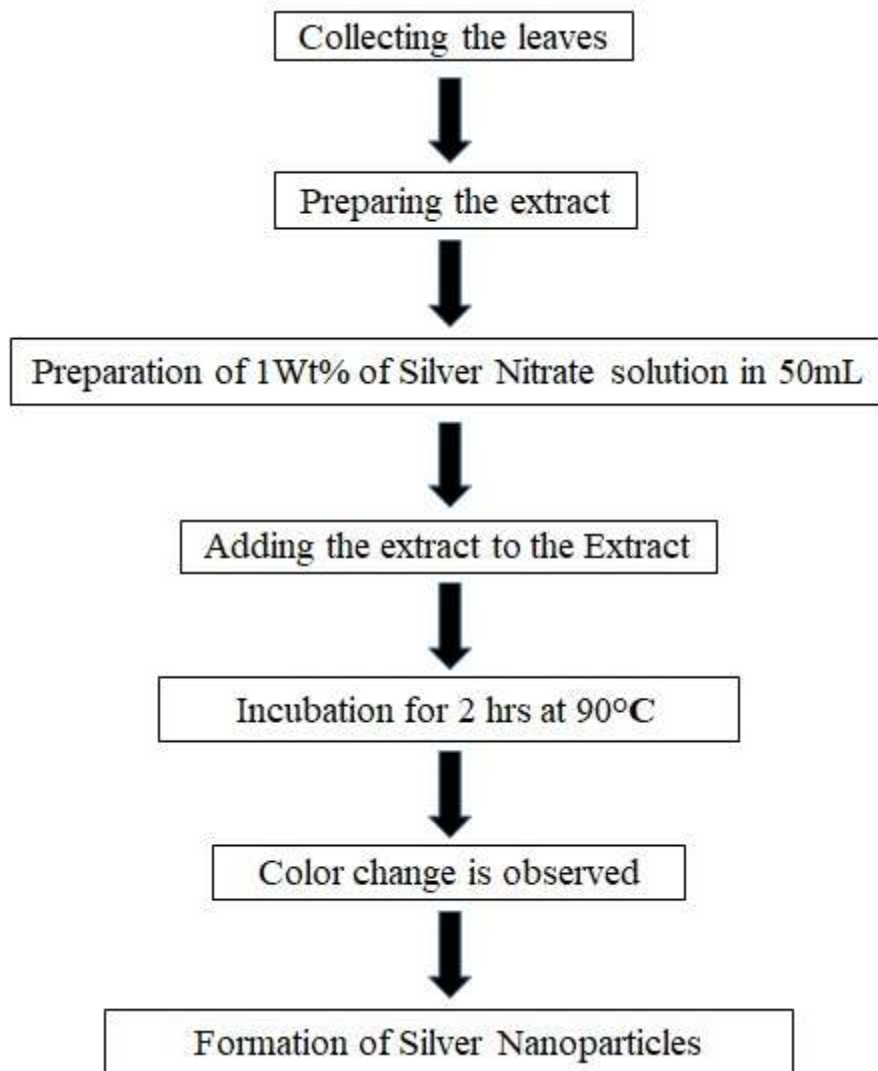 Collecting the leaves
Preparing the extract
Preparation of 1Wt% of Silver Nitrate solution in 50mL
Adding the extract to the Extract
Incubation for 2 hrs at 90°C
Color change is observed
Formation of Silver Nanoparticles